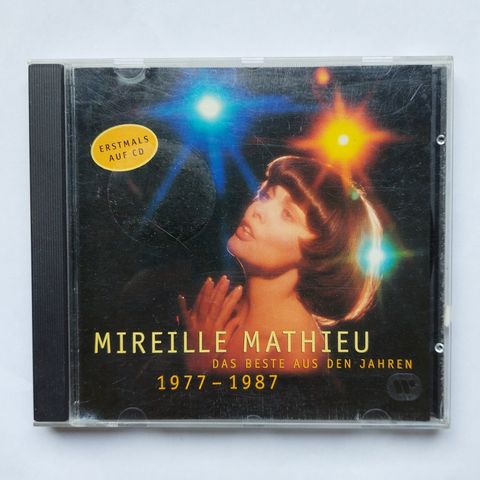 ERSTMALS
AUF CD
MIREILLE MATHIEU
DAS BESTE AUS DEN JAHREN
1977 - 1987